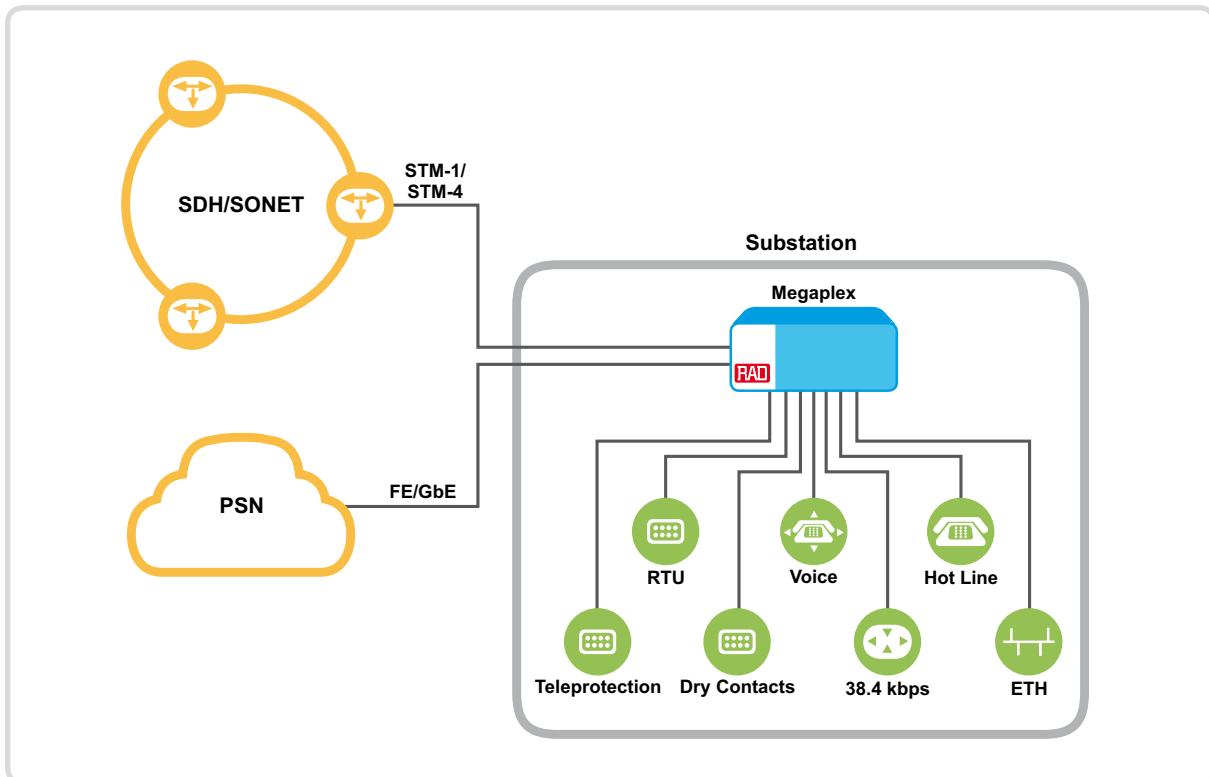 STM-1/
STM-4
SDH/SONET
Substation
Megaplex
RAD
PSN
FE/GbE
RTU
Voice
Hot Line
Teleprotection
Dry Contacts
38.4 kbps
ETH